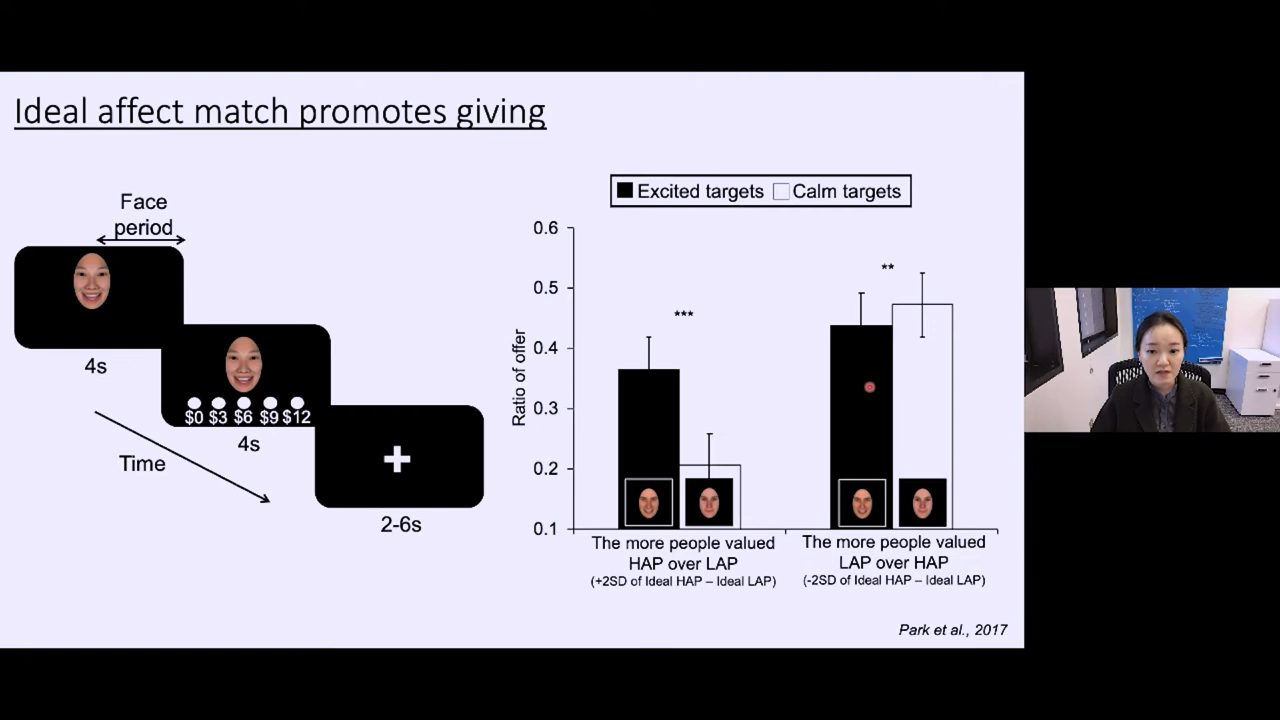 Ideal affect match promotes giving
Face
period
4s
$0 $3 $6 $9 $12
4s
Time
2-6s
Excited targets Calm targets
Ratio of offer
0.6
0.5
0.4
0.3
0.2
0.1
***
**
The more people valued
HAP over LAP
(+2SD of Ideal HAP – Ideal LAP)
The more people valued
LAP over HAP
(-2SD of Ideal HAP – Ideal LAP)
Park et al., 2017